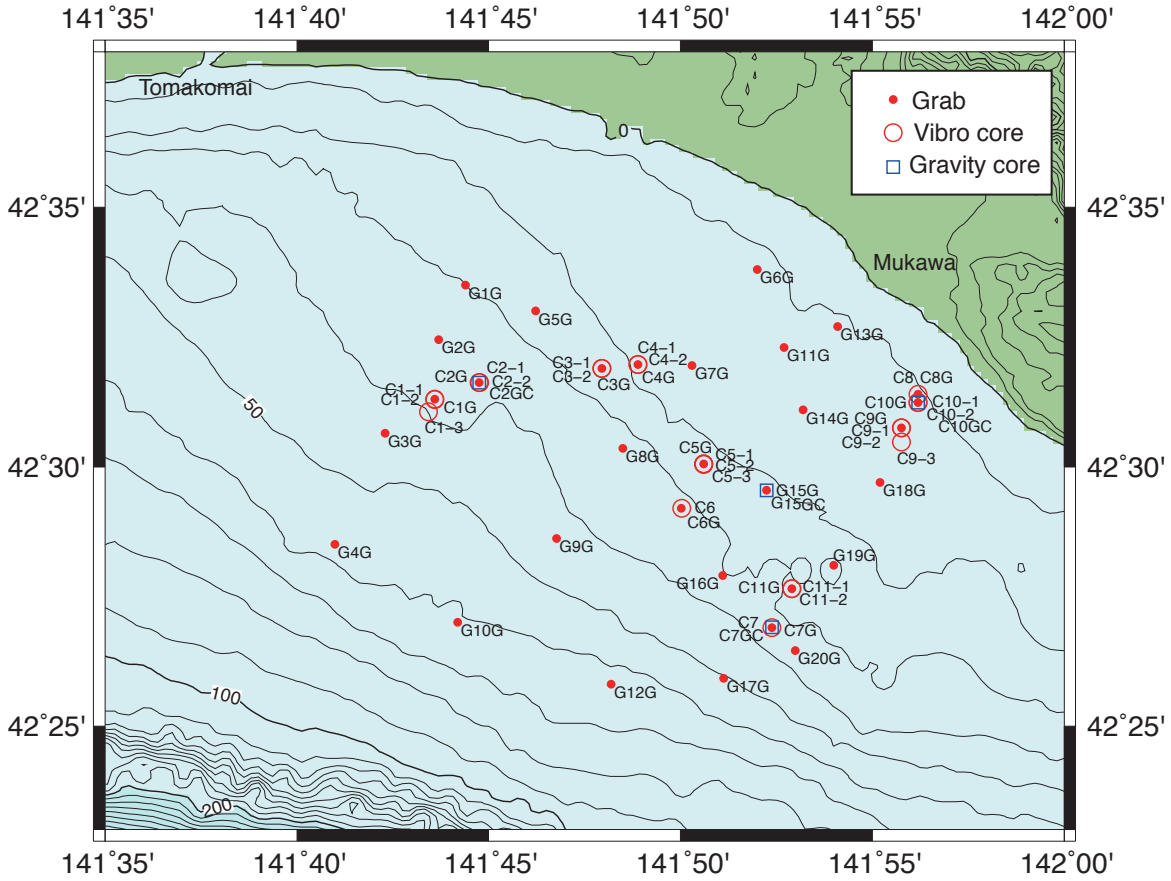 141˚35' 141˚40' 141˚45' 141˚50' 141˚55' 142˚00'
Tomakomai
Grab
Vibro core
Gravity core
0
42˚35' 42˚35'
Mukawa
G6G
G1G
G5G
G13G
G2G
G11G
C4−1
C4−2
C4G
C3−1
C3−2
C3G
G7G
C2−1
C2G
C2−2
C2GC
C1−1
C1−2
C1G
C1−3
C8
C8G
C10G
C10−1
C10−2
C10GC
50
G14G
C9G
C9−1
C9−2
C9−3
G3G
G8G
C5G
C5−1
C5−2
C5−3
42˚30' 42˚30'
G18G
G15G
G15GC
C6
C6G
G4G
G9G
G19G
G16G
C11G
C11−1
C11−2
G10G
C7
C7GC
C7G
G20G
G12G
G17G
100
42˚25' 42˚25'
200
141˚35' 141˚40' 141˚45' 141˚50' 141˚55' 142˚00'